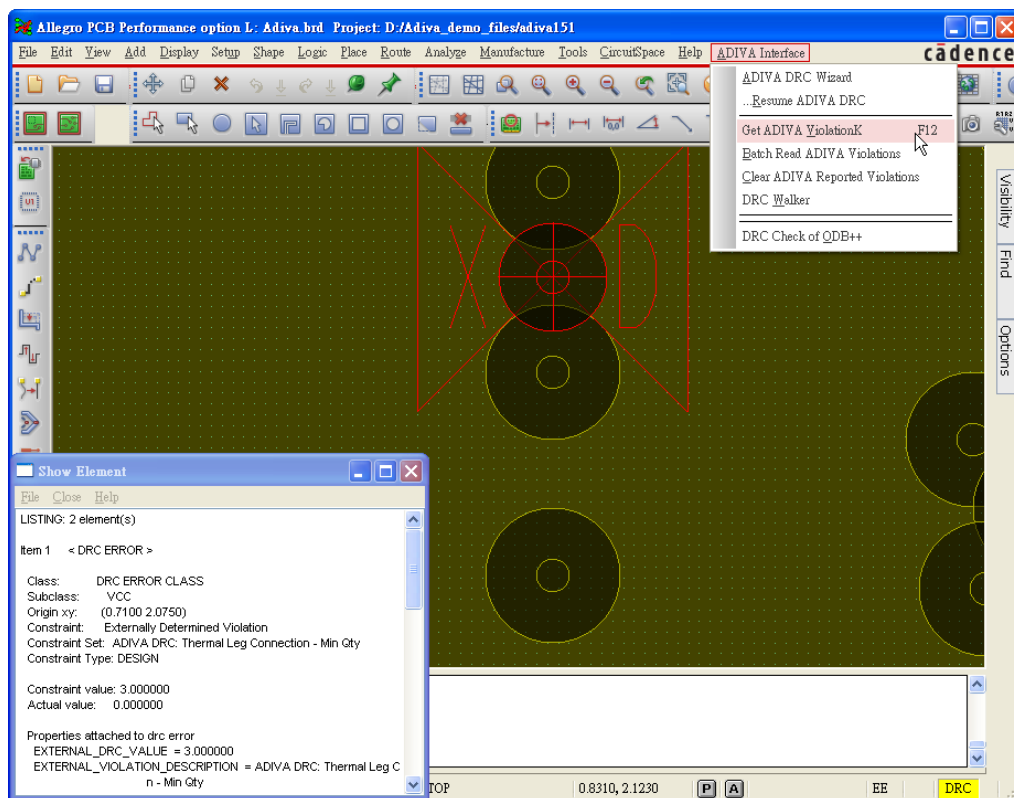 Allegro PCB Performance option L: Adiva.brd  Project: D:/Adiva_demo_files/adiva151
File Edit View Add Display Setup Shape Logic Place Route Analyze Manufacture Tools CircuitSpace Help ADIVA Interface
cādence
ADIVA DRC Wizard
...Resume ADIVA DRC
Get ADIVA ViolationK F12
Batch Read ADIVA Violations
Clear ADIVA Reported Violations
DRC Walker
DRC Check of ODB++
U1
0,0
R1R2
Visibility
Find
Options
X D
Show Element
File Close Help
LISTING: 2 element(s)
Item 1 < DRC ERROR >
Class: DRC ERROR CLASS
Subclass: VCC
Origin xy: (0.7100 2.0750)
Constraint: Externally Determined Violation
Constraint Set: ADIVA DRC: Thermal Leg Connection - Min Qty
Constraint Type: DESIGN
Constraint value: 3.000000
Actual value: 0.000000
Properties attached to drc error
EXTERNAL_DRC_VALUE = 3.000000
EXTERNAL_VIOLATION_DESCRIPTION = ADIVA DRC: Thermal Leg C
n - Min Qty
TOP 0.8310, 2.1230 P A EE DRC